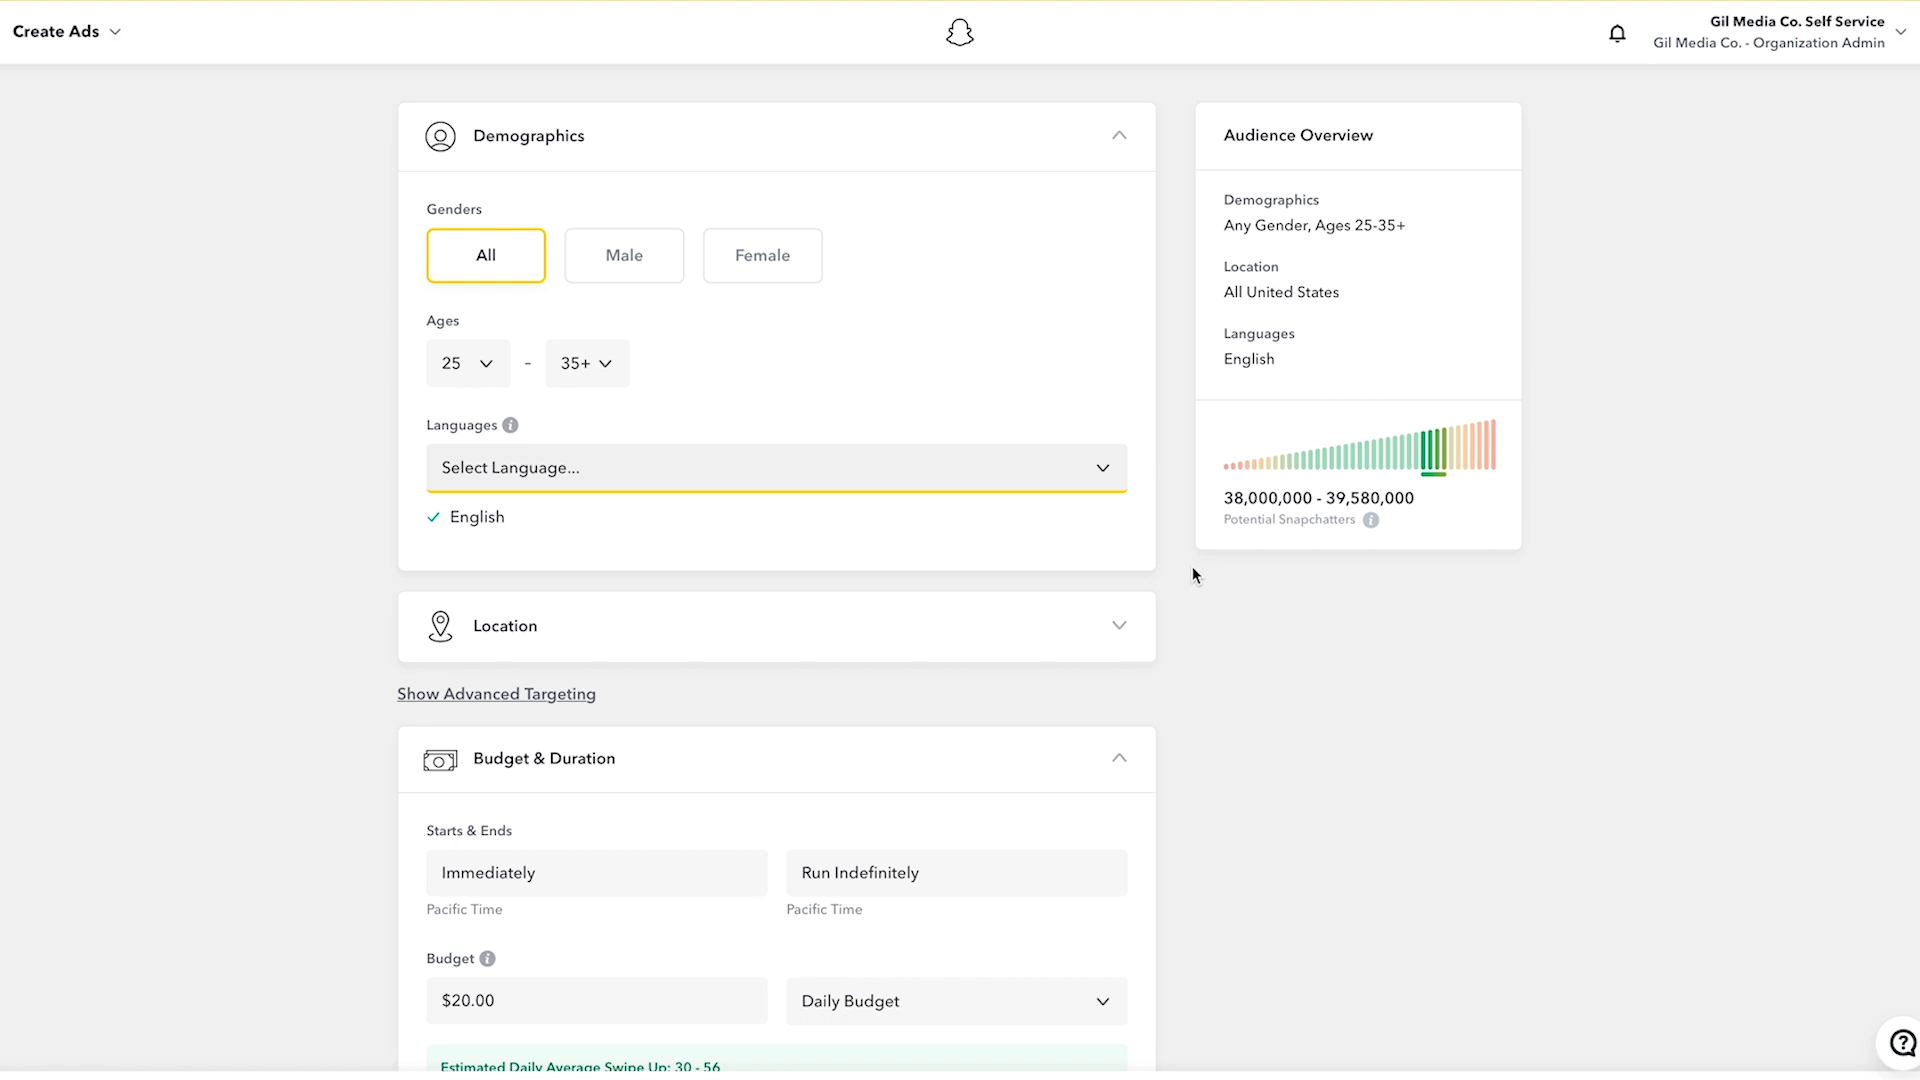 Create Ads
Gil Media Co. Self Service
Gil Media Co. - Organization Admin
Demographics
Genders
All
Male
Female
Ages
25
-
35+
Languages
Select Language...
English
Location
Show Advanced Targeting
Budget & Duration
Starts & Ends
Immediately
Run Indefinitely
Pacific Time
Pacific Time
Budget
$20.00
Daily Budget
Estimated Daily Average Swipe Up: 30 - 56
Audience Overview
Demographics
Any Gender, Ages 25-35+
Location
All United States
Languages
English
38,000,000 - 39,580,000
Potential Snapchatters